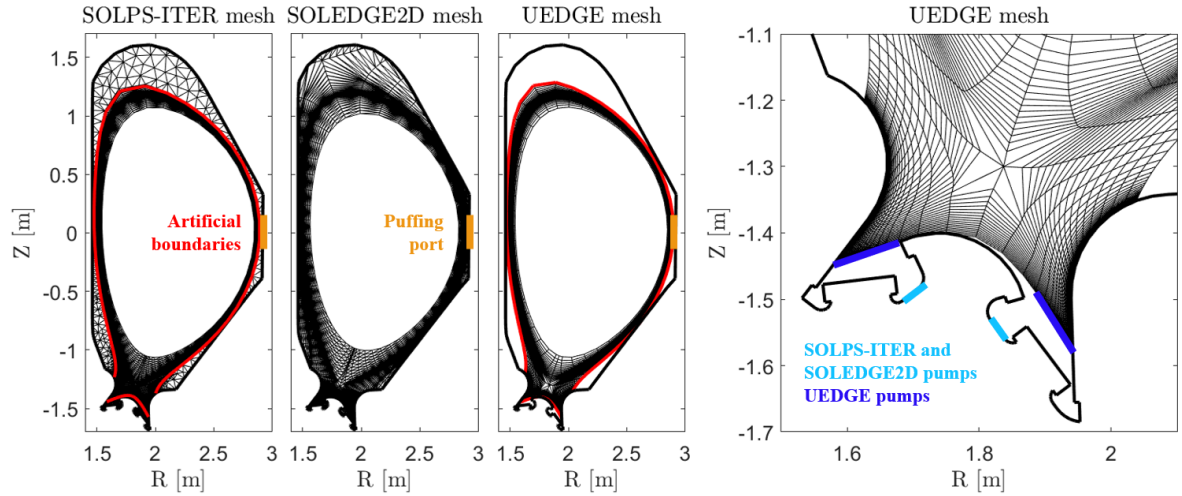 SOLPS-ITER mesh
SOLEDGE2D mesh
UEDGE mesh
UEDGE mesh
Z [m]
1.5
1
0.5
0
-0.5
-1
-1.5
Artificial
boundaries
Puffing
port
1.5 2 2.5 3
R [m]
1.5 2 2.5 3
R [m]
1.5 2 2.5 3
R [m]
Z [m]
-1.1
-1.2
-1.3
-1.4
-1.5
-1.6
-1.7
SOLPS-ITER and
SOLEDGE2D pumps
UEDGE pumps
1.6 1.8 2
R [m]